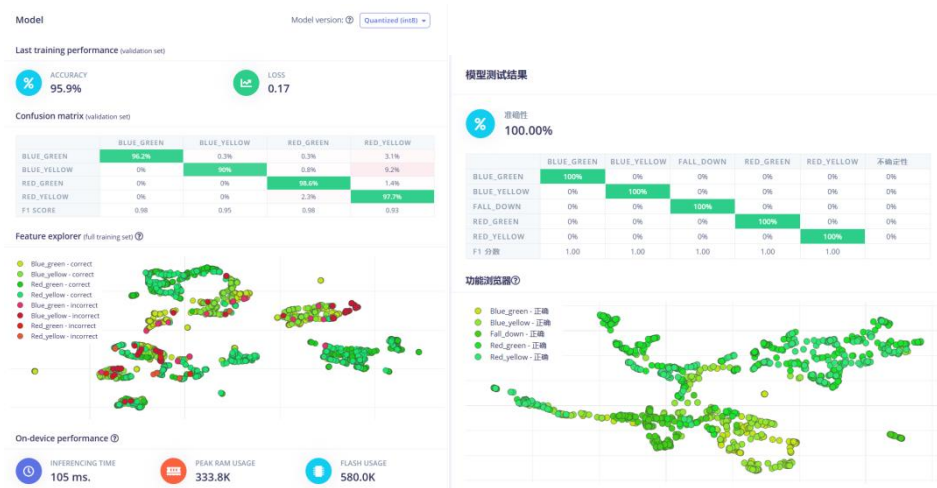 Model
Model version: Quantized (int8)
Last training performance (validation set)
ACCURACY
95.9%
LOSS
0.17
Confusion matrix (validation set)
BLUE_GREEN BLUE_YELLOW RED_GREEN RED_YELLOW
BLUE_GREEN 96.2% 0.3% 0.3% 3.1%
BLUE_YELLOW 0% 90% 0.8% 9.2%
RED_GREEN 0% 0% 98.6% 1.4%
RED_YELLOW 0% 0% 2.3% 97.7%
F1 SCORE 0.98 0.95 0.98 0.93
Feature explorer (full training set)
Blue_green - correct
Blue_yellow - correct
Red_green - correct
Red_yellow - correct
Blue_green - incorrect
Blue_yellow - incorrect
Red_green - incorrect
Red_yellow - incorrect
On-device performance
INFERENCING TIME
105 ms.
PEAK RAM USAGE
333.8K
FLASH USAGE
580.0K
模型测试结果
准确性
100.00%
BLUE_GREEN BLUE_YELLOW FALL_DOWN RED_GREEN RED_YELLOW 不确定性
BLUE_GREEN 100% 0% 0% 0% 0% 0%
BLUE_YELLOW 0% 100% 0% 0% 0% 0%
FALL_DOWN 0% 0% 100% 0% 0% 0%
RED_GREEN 0% 0% 0% 100% 0% 0%
RED_YELLOW 0% 0% 0% 0% 100% 0%
F1 分数 1.00 1.00 1.00 1.00 1.00
功能浏览器
Blue_green - 正确
Blue_yellow - 正确
Fall_down - 正确
Red_green - 正确
Red_yellow - 正确